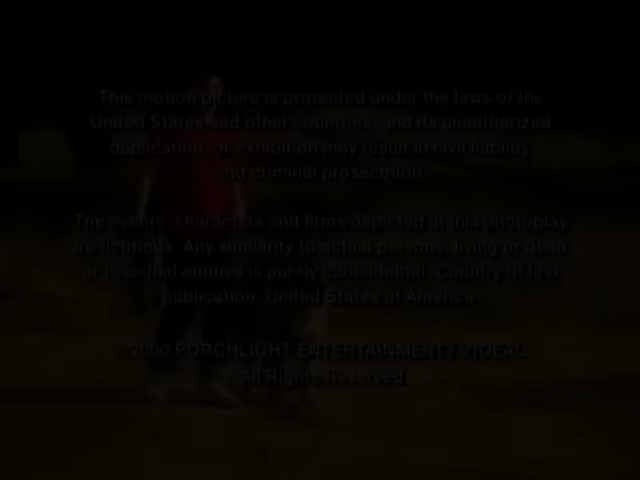 This motion picture is protected under the laws of the
United States and other countries, and its unauthorized
duplication, or exhibition may result in civil liability
and criminal prosecution.
The events, characters and firms depicted in this photoplay
are fictitious. Any similarity to actual persons, living or dead,
or to actual entities is purely coincidental. Country of first
publication: United States of America.
2000 PORCHLIGHT ENTERTAINMENT / VIDEAL
All Rights Reserved